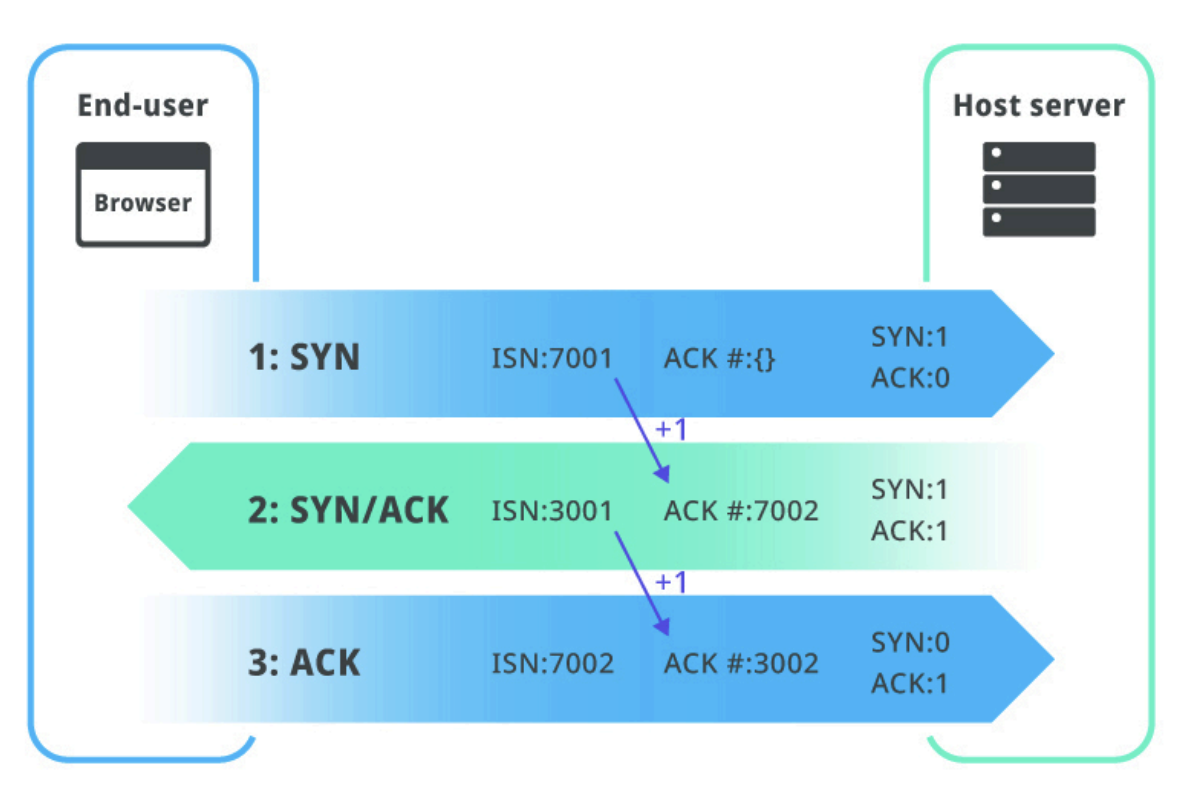 End-user
Host server
Browser
1: SYN ISN:7001 ACK #:{} SYN:1
ACK:0
+1
2: SYN/ACK ISN:3001 ACK #:7002 SYN:1
ACK:1
+1
3: ACK ISN:7002 ACK #:3002 SYN:0
ACK:1